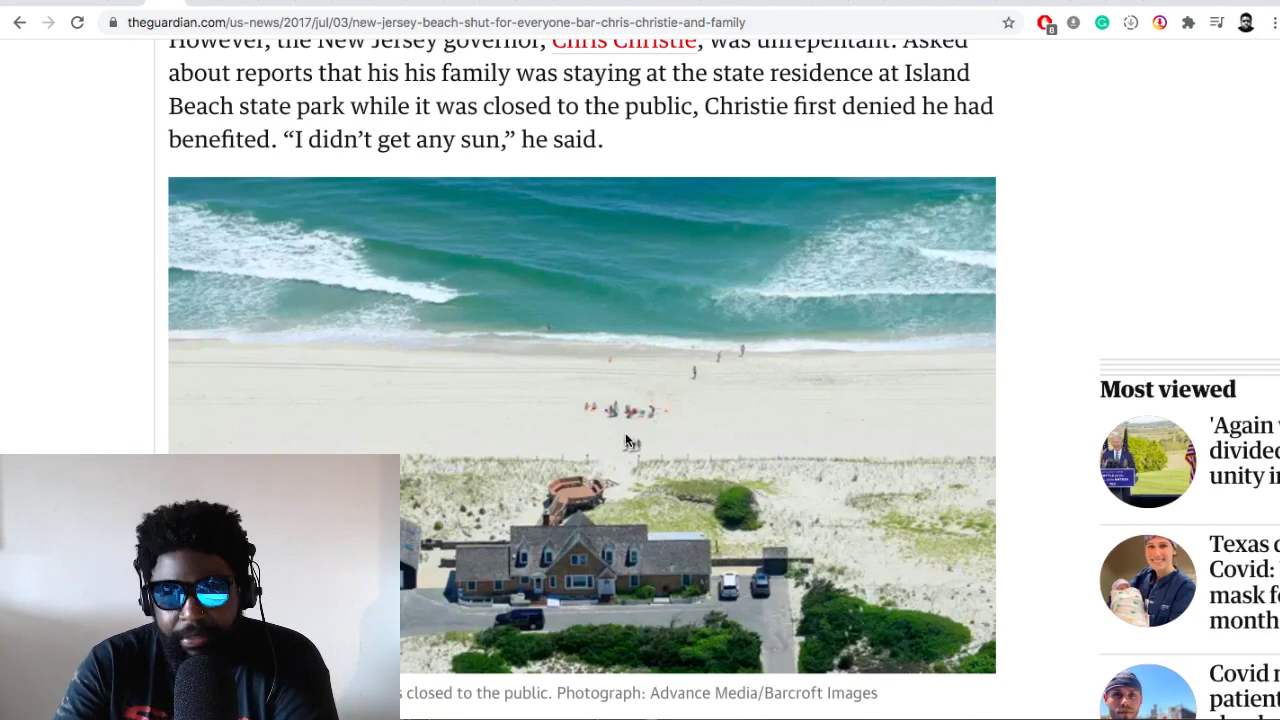 theguardian.com/us-news/2017/jul/03/new-jersey-beach-shut-for-everyone-bar-chris-christie-and-family
8
However, the New Jersey governor, Chris Christie, was unrepentant. Asked
about reports that his his family was staying at the state residence at Island
Beach state park while it was closed to the public, Christie first denied he had
benefited. “I didn’t get any sun,” he said.
Most viewed
'Again
divided
unity
Texas
Covid:
mask
month
s closed to the public. Photograph: Advance Media/Barcroft Images
Covid
patient